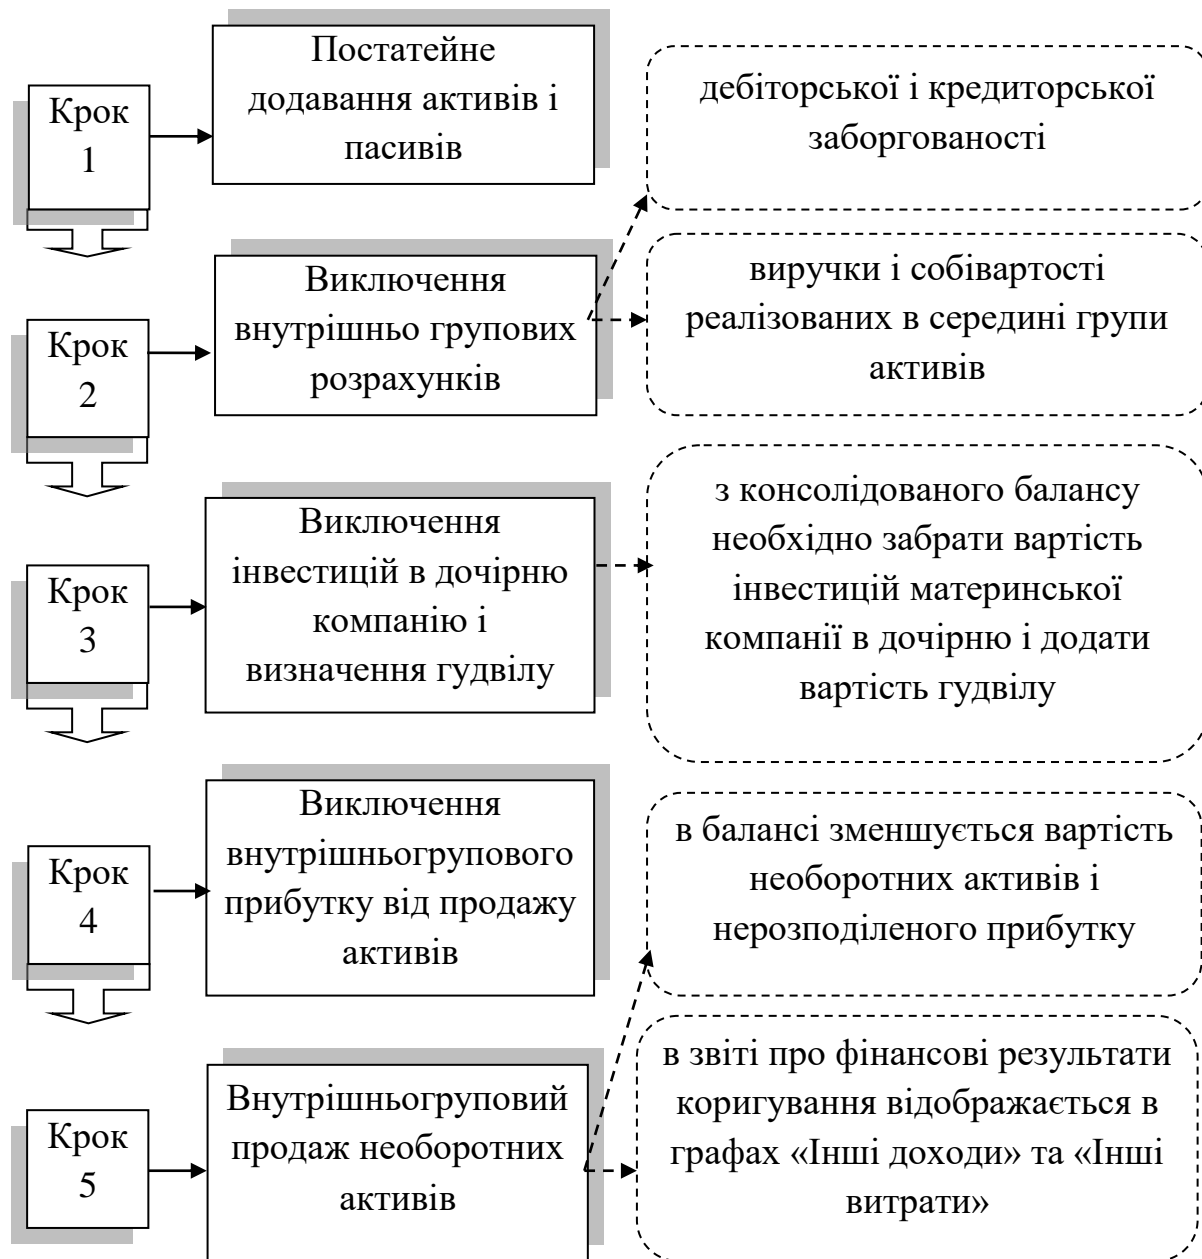 Крок
1
Постатейне
додавання активів і
пасивів
дебіторської і кредиторської
заборгованості
Крок
2
Виключення
внутрішньо групових
розрахунків
виручки і собівартості
реалізованих в середині групи
активів
Крок
3
Виключення
інвестицій в дочірню
компанію і
визначення гудвілу
з консолідованого балансу
необхідно забрати вартість
інвестицій материнської
компанії в дочірню і додати
вартість гудвілу
Крок
4
Виключення
внутрішньогрупового
прибутку від продажу
активів
в балансі зменшується вартість
необоротних активів і
нерозподіленого прибутку
Крок
5
Внутрішньогруповий
продаж необоротних
активів
в звіті про фінансові результати
коригування відображається в
графах «Інші доходи» та «Інші
витрати»